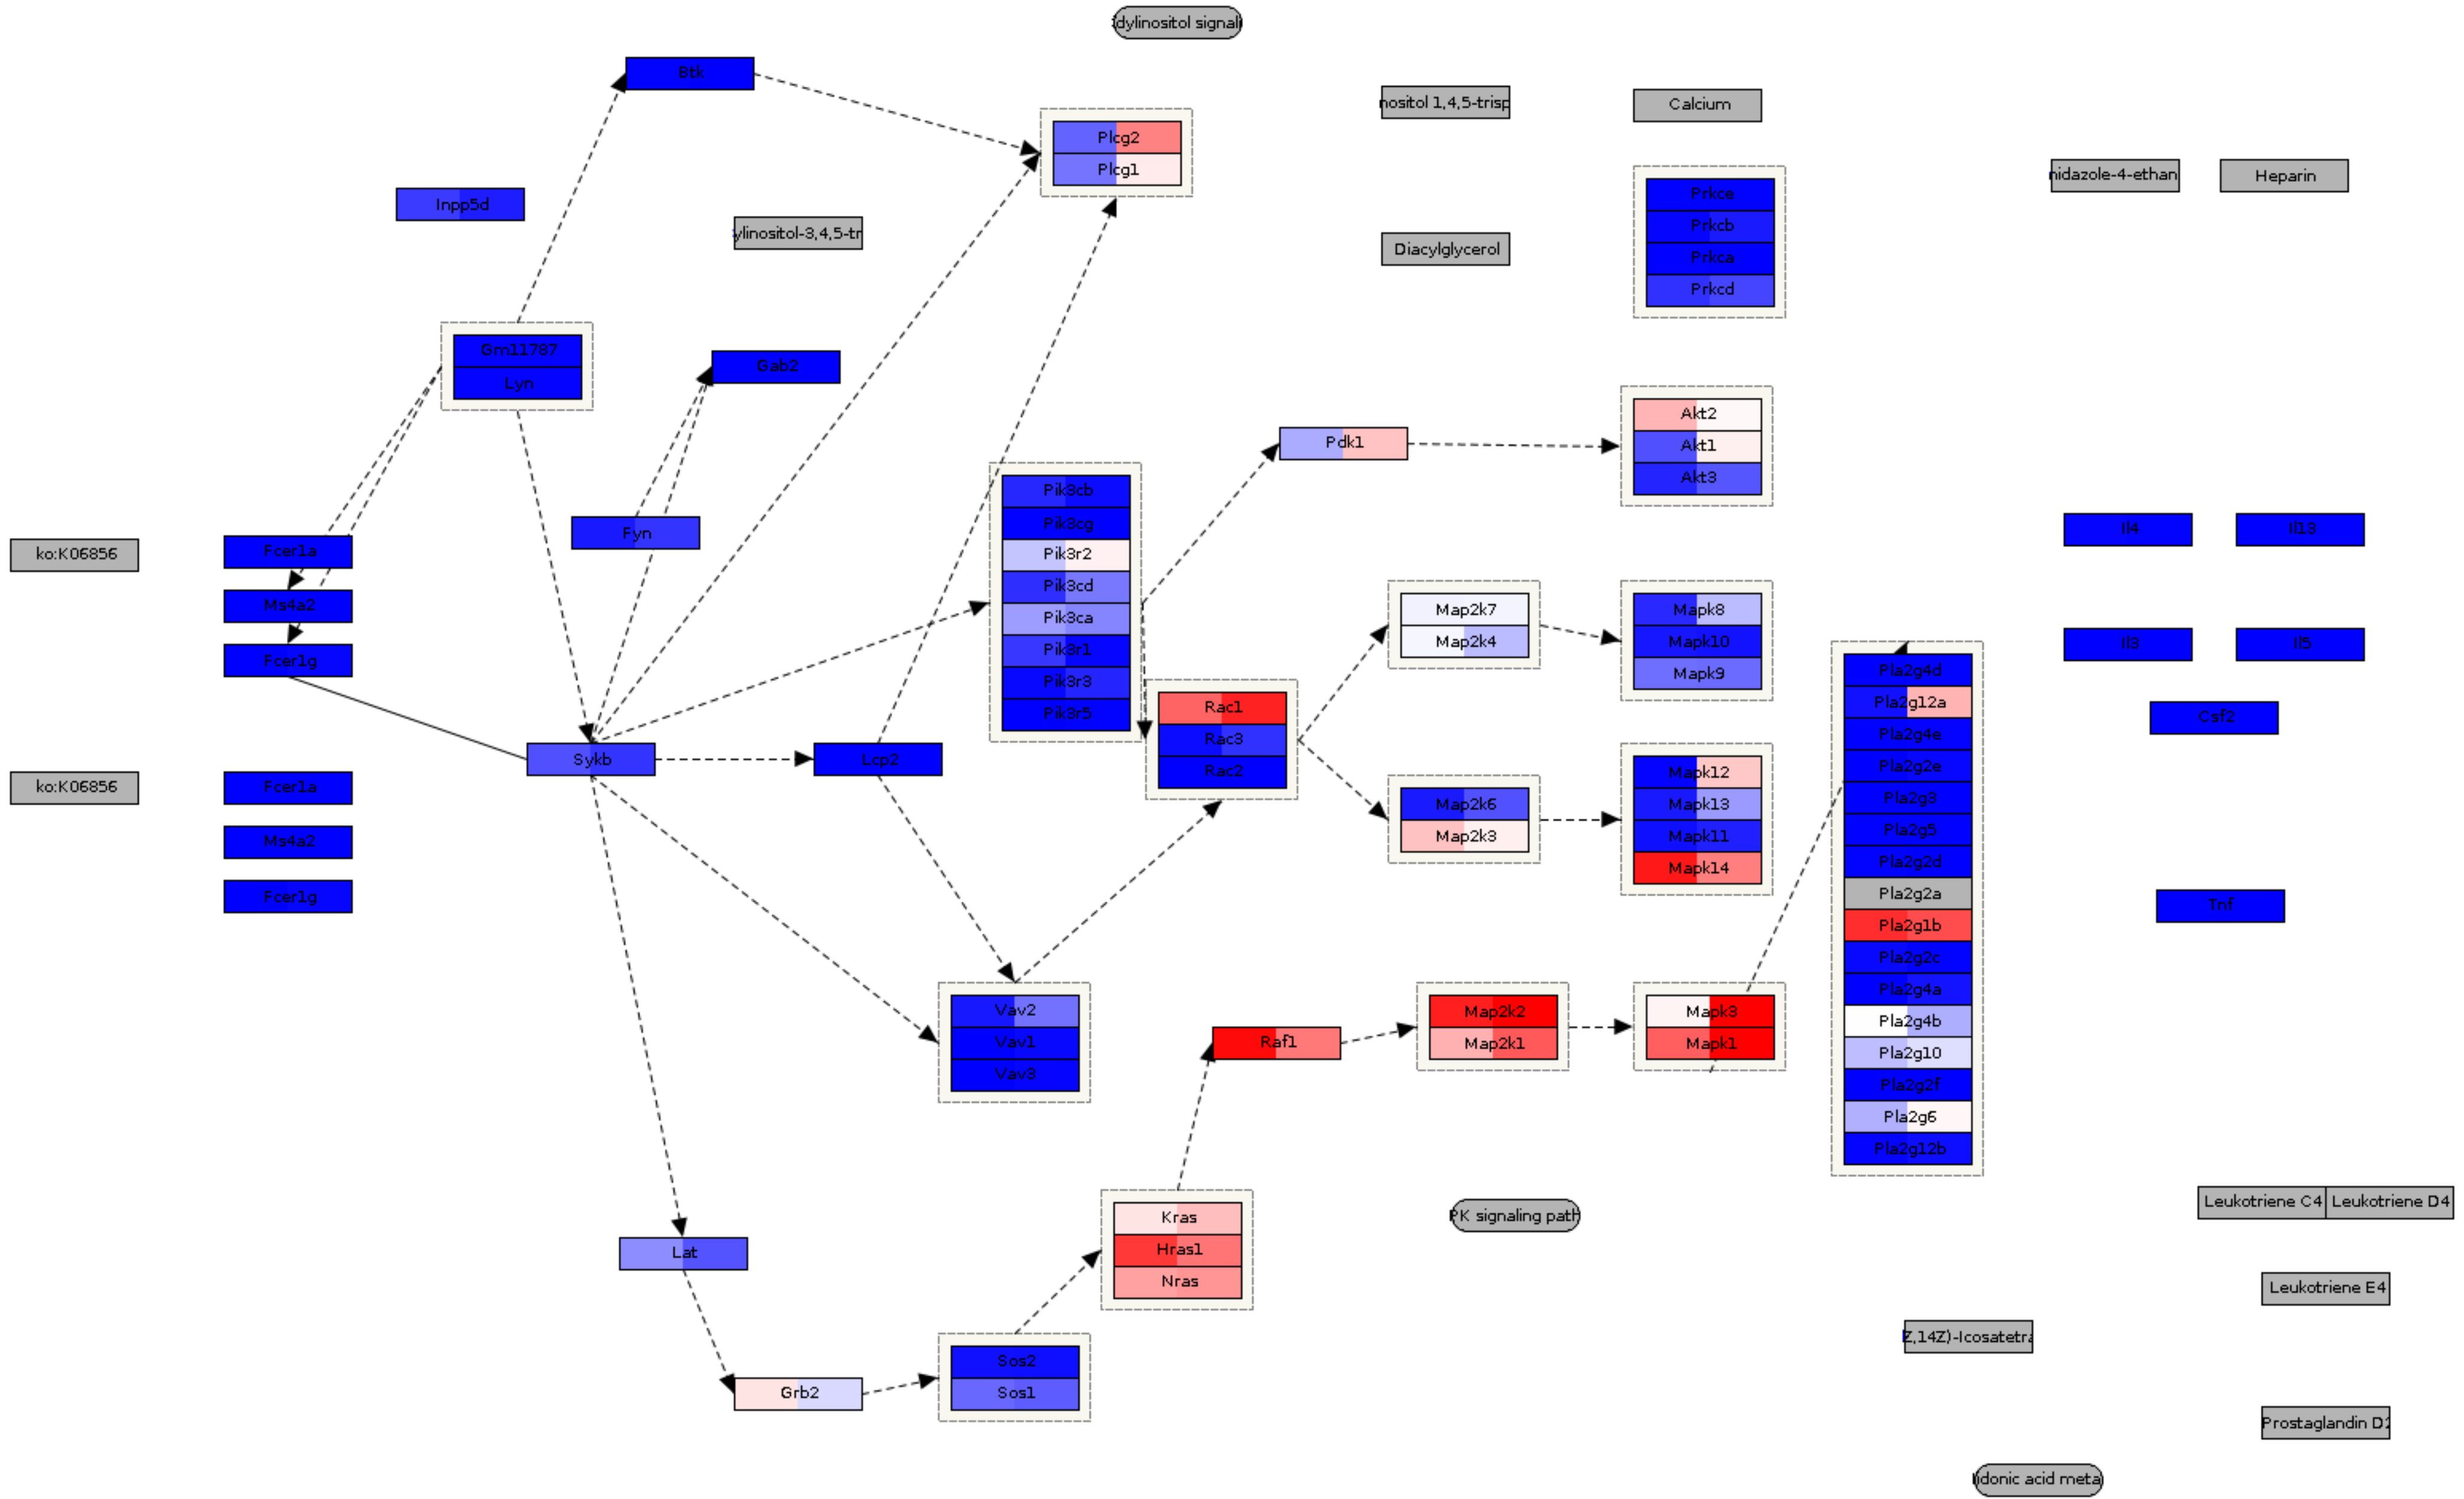 dylinositol signali
Btk
nositol 1,4,5-trisp
Calcium
Plcg2
Plcg1
nidazole-4-ethan
Heparin
Inpp5d
ylinositol-3,4,5-tr
Diacylglycerol
Prkce
Prkcb
Prkca
Prkcd
Gm11787
Lyn
Gab2
Pdk1
Akt2
Akt1
Akt3
Pik3cb
Pik3cg
Pik3r2
Pik3cd
Pik3ca
Pik3r1
Pik3r3
Pik3r5
Fyn
ko:K06856
Fcer1a
Ms4a2
Fcer1g
Il4
Il13
Il3
Il5
Map2k7
Map2k4
Mapk8
Mapk10
Mapk9
Rac1
Rac3
Rac2
Sykb
Lcp2
Csf2
ko:K06856
Fcer1a
Ms4a2
Fcer1g
Map2k6
Map2k3
Mapk12
Mapk13
Mapk11
Mapk14
Pla2g4d
Pla2g12a
Pla2g4e
Pla2g2e
Pla2g3
Pla2g5
Pla2g2d
Pla2g2a
Pla2g1b
Pla2g2c
Pla2g4a
Pla2g4b
Pla2g10
Pla2g2f
Pla2g6
Pla2g12b
Tnf
Vav2
Vav1
Vav3
Raf1
Map2k2
Map2k1
Mapk3
Mapk1
Kras
Hras1
Nras
PK signaling path
Leukotriene C4
Leukotriene D4
Lat
Leukotriene E4
Z,14Z)-Icosatetra
Sos2
Sos1
Grb2
Prostaglandin D2
idonic acid meta